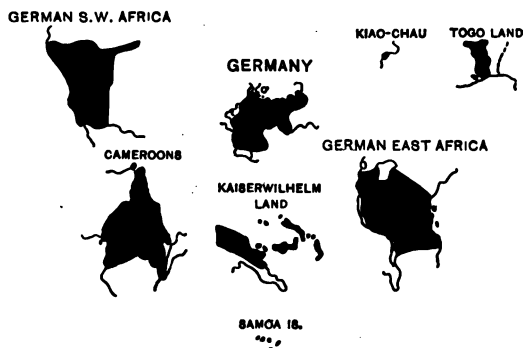 GERMAN S.W. AFRICA
KIAO-CHAU
TOGO LAND
GERMANY
GERMAN EAST AFRICA
CAMEROONS
KAISERWILHELM
LAND
SAMOA IS.